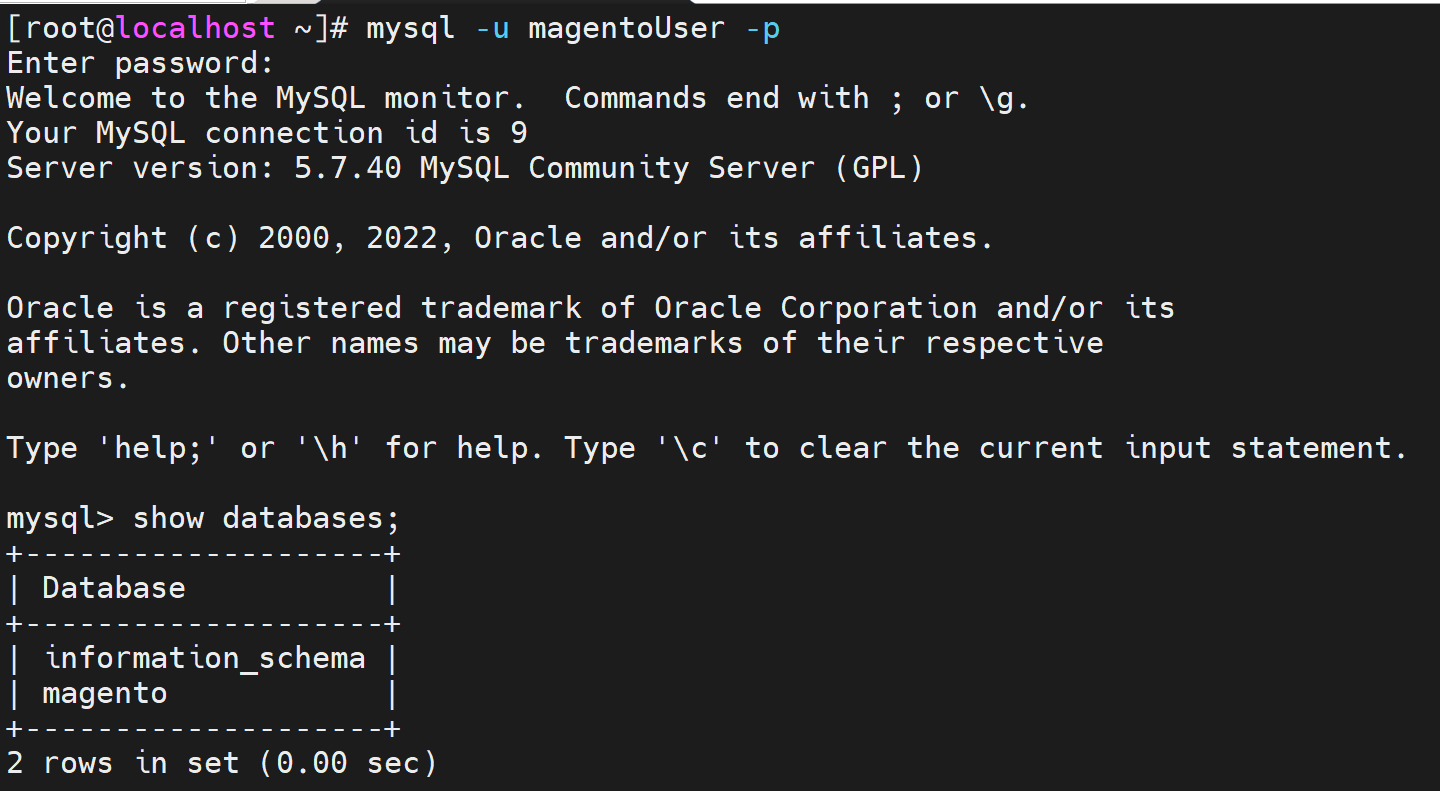 [root@localhost ~]# mysql -u magentoUser -p
Enter password:
Welcome to the MySQL monitor.  Commands end with ; or \g.
Your MySQL connection id is 9
Server version: 5.7.40 MySQL Community Server (GPL)

Copyright (c) 2000, 2022, Oracle and/or its affiliates.

Oracle is a registered trademark of Oracle Corporation and/or its
affiliates. Other names may be trademarks of their respective
owners.

Type 'help;' or '\h' for help. Type '\c' to clear the current input statement.

mysql> show databases;
+--------------------+
| Database           |
+--------------------+
| information_schema |
| magento            |
+--------------------+
2 rows in set (0.00 sec)